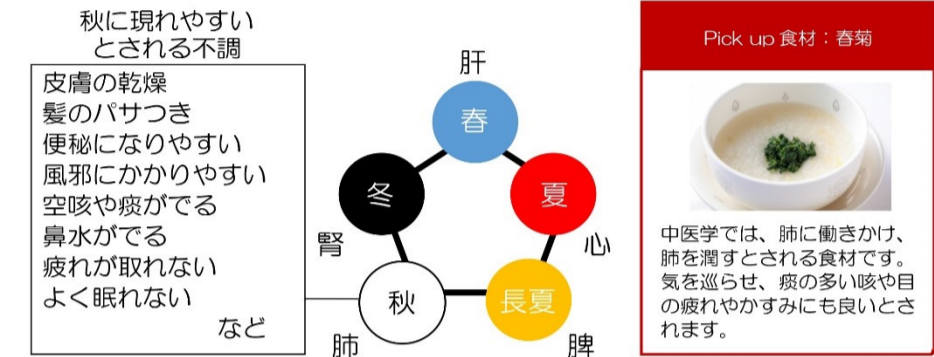 秋に現れやすい
とされる不調
皮膚の乾燥
髪のパサつき
便秘になりやすい
風邪にかかりやすい
空咳や痰がでる
鼻水がでる
疲れが取れない
よく眠れない
など
肝
春
冬
夏
腎
心
秋
長夏
肺
脾
Pick up 食材：春菊
中医学では、肺に働きかけ、
肺を潤すとされる食材です。
気を巡らせ、痰の多い咳や目
の疲れやかすみにも良いとさ
れます。